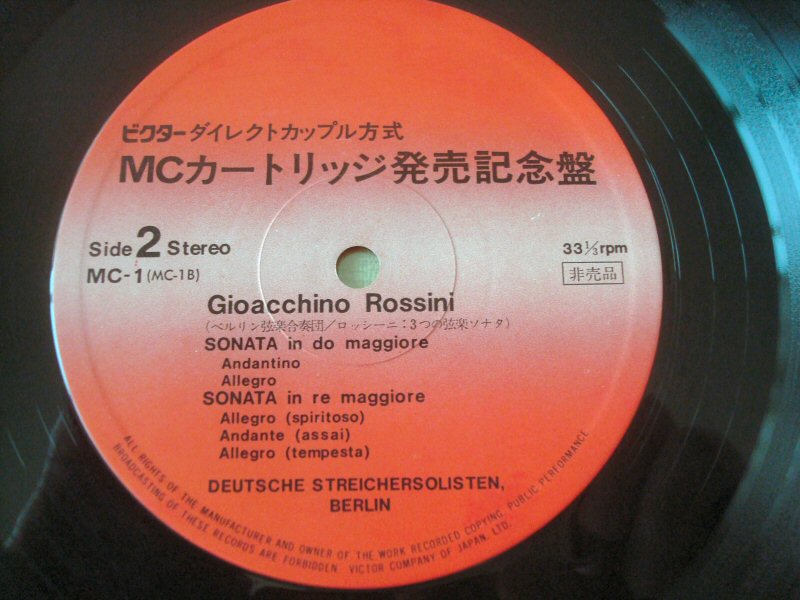 ビクターダイレクトカップル方式
MCカートリッジ発売記念盤
Side 2 Stereo
33⅓rpm
MC-1 (MC-1B)
非売品
Gioacchino Rossini
(ベルリン弦楽合奏団/ロッシーニ:3つの弦楽ソナタ)
SONATA in do maggiore
Andantino
Allegro
SONATA in re maggiore
Allegro (spiritoso)
Andante (assai)
Allegro (tempesta)
DEUTSCHE STREICHERSOLISTEN,
BERLIN
ALL RIGHTS OF THE MANUFACTURER AND OWNER OF THE WORK RECORDED COPYING, PUBLIC PERFORMANCE
BROADCASTING OF THESE RECORDS ARE FORBIDDEN. VICTOR COMPANY OF JAPAN, LTD.